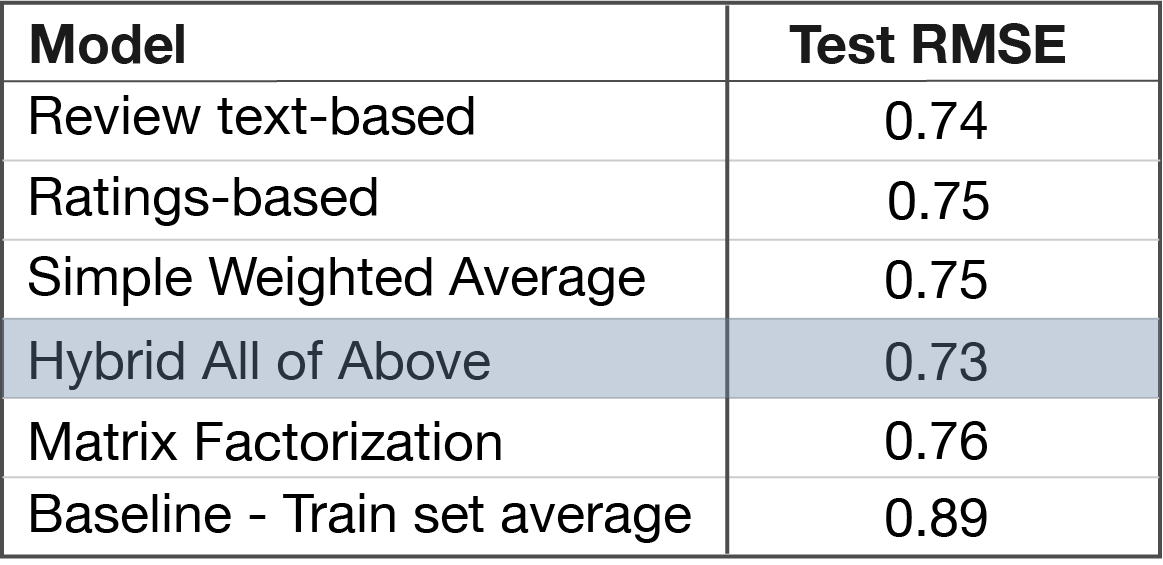 Model Test RMSE
Review text-based 0.74
Ratings-based 0.75
Simple Weighted Average 0.75
Hybrid All of Above 0.73
Matrix Factorization 0.76
Baseline - Train set average 0.89